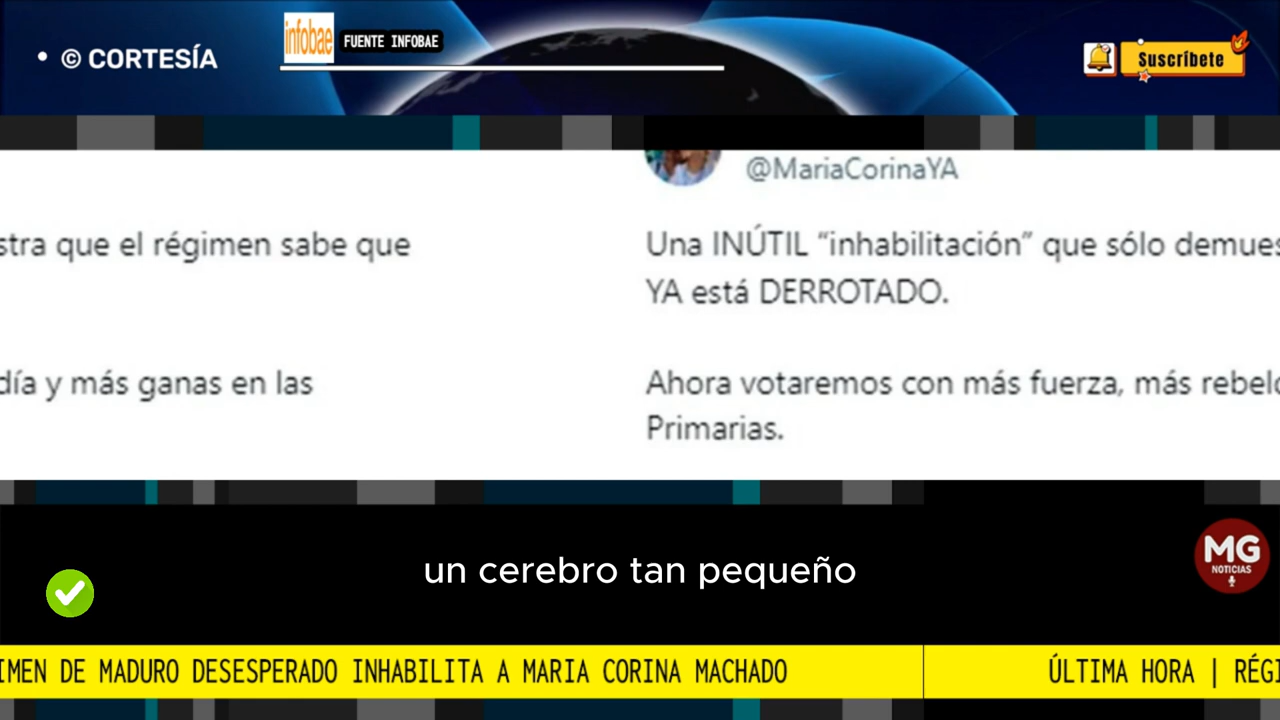 • © CORTESÍA
infobae
FUENTE INFOBAE
Suscríbete
@MariaCorinaYA
stra que el régimen sabe que
día y más ganas en las
Una INÚTIL “inhabilitación” que sólo demues
YA está DERROTADO.
Ahora votaremos con más fuerza, más rebeld
Primarias.
un cerebro tan pequeño
MG
NOTICIAS
IMEN DE MADURO DESESPERADO INHABILITA A MARIA CORINA MACHADO
ÚLTIMA HORA | RÉGI